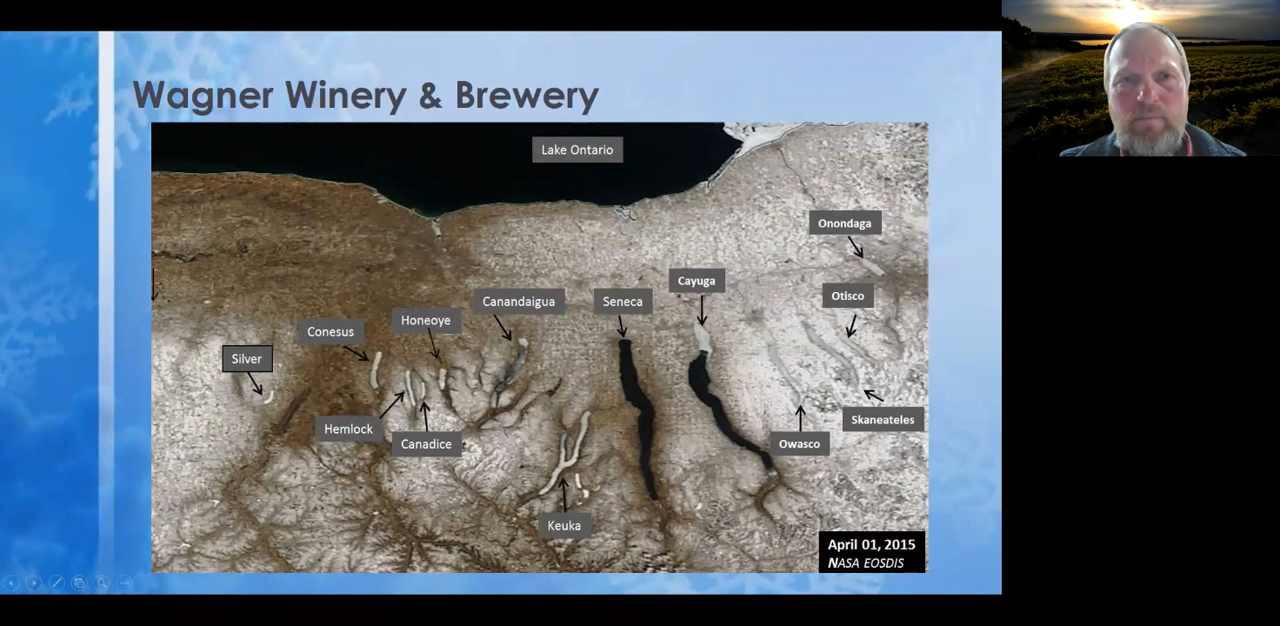 Wagner Winery & Brewery
Lake Ontario
Onondaga
Cayuga
Otisco
Canandaigua
Seneca
Honeoye
Conesus
Silver
Hemlock
Canadice
Skaneateles
Owasco
Keuka
April 01, 2015
NASA EOSDIS